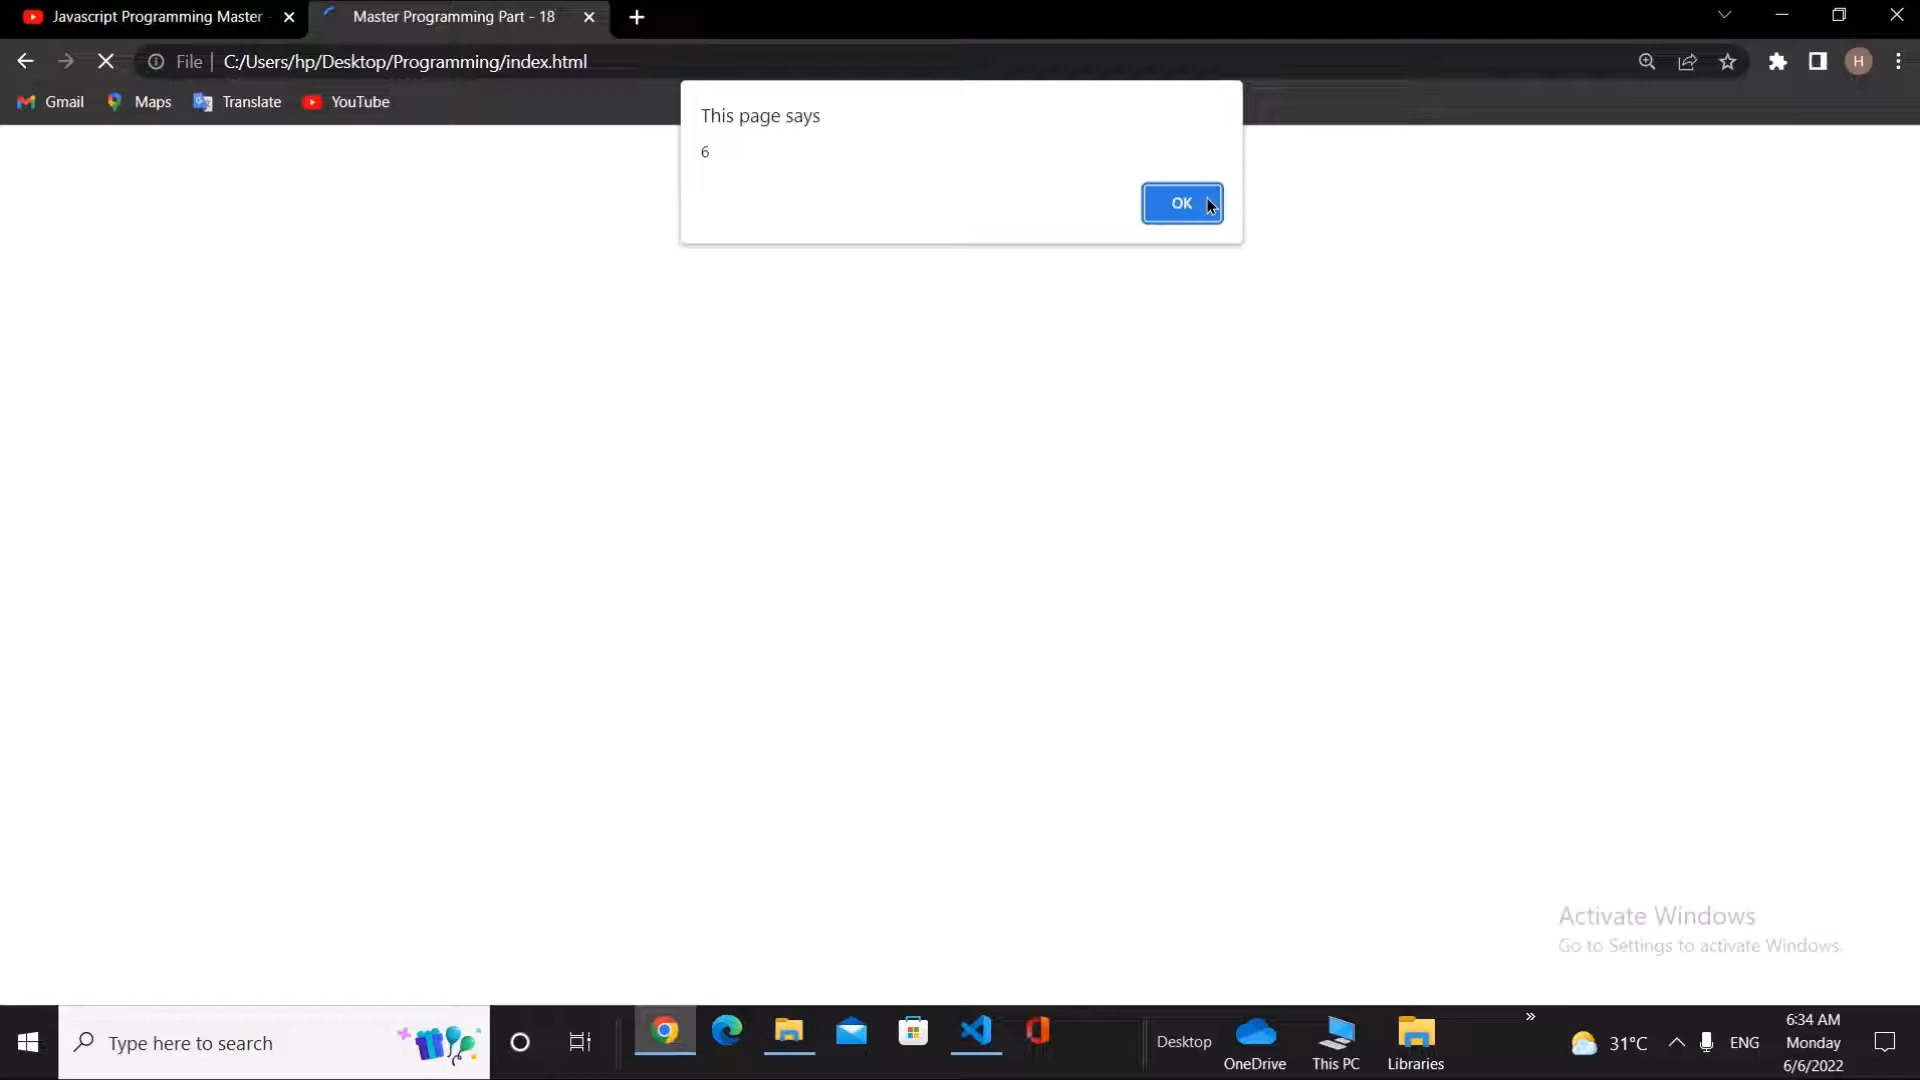 Javascript Programming Master
Master Programming Part - 18
File
C:/Users/hp/Desktop/Programming/index.html
H
Gmail
Maps
Translate
YouTube
This page says
6
OK
Activate Windows
Go to Settings to activate Windows.
Type here to search
Desktop
OneDrive
This PC
Libraries
»
31°C
ENG
6:34 AM
Monday
6/6/2022